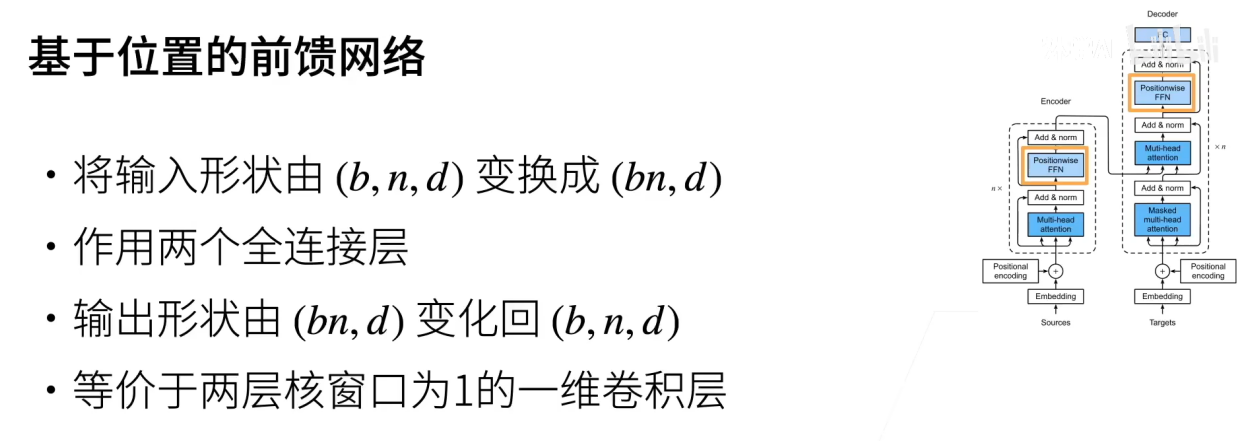 基于位置的前馈网络
• 将输入形状由 (b, n, d) 变换成 (bn, d)
• 作用两个全连接层
• 输出形状由 (bn, d) 变化回 (b, n, d)
• 等价于两层核窗口为1的一维卷积层
Decoder
Add & norm
Positionwise
FFN
Add & norm
Muti-head
attention
× n
Add & norm
Masked
multi-head
attention
Positional
encoding
+
Embedding
Targets
Encoder
Add & norm
Positionwise
FFN
n ×
Add & norm
Multi-head
attention
Positional
encoding
+
Embedding
Sources